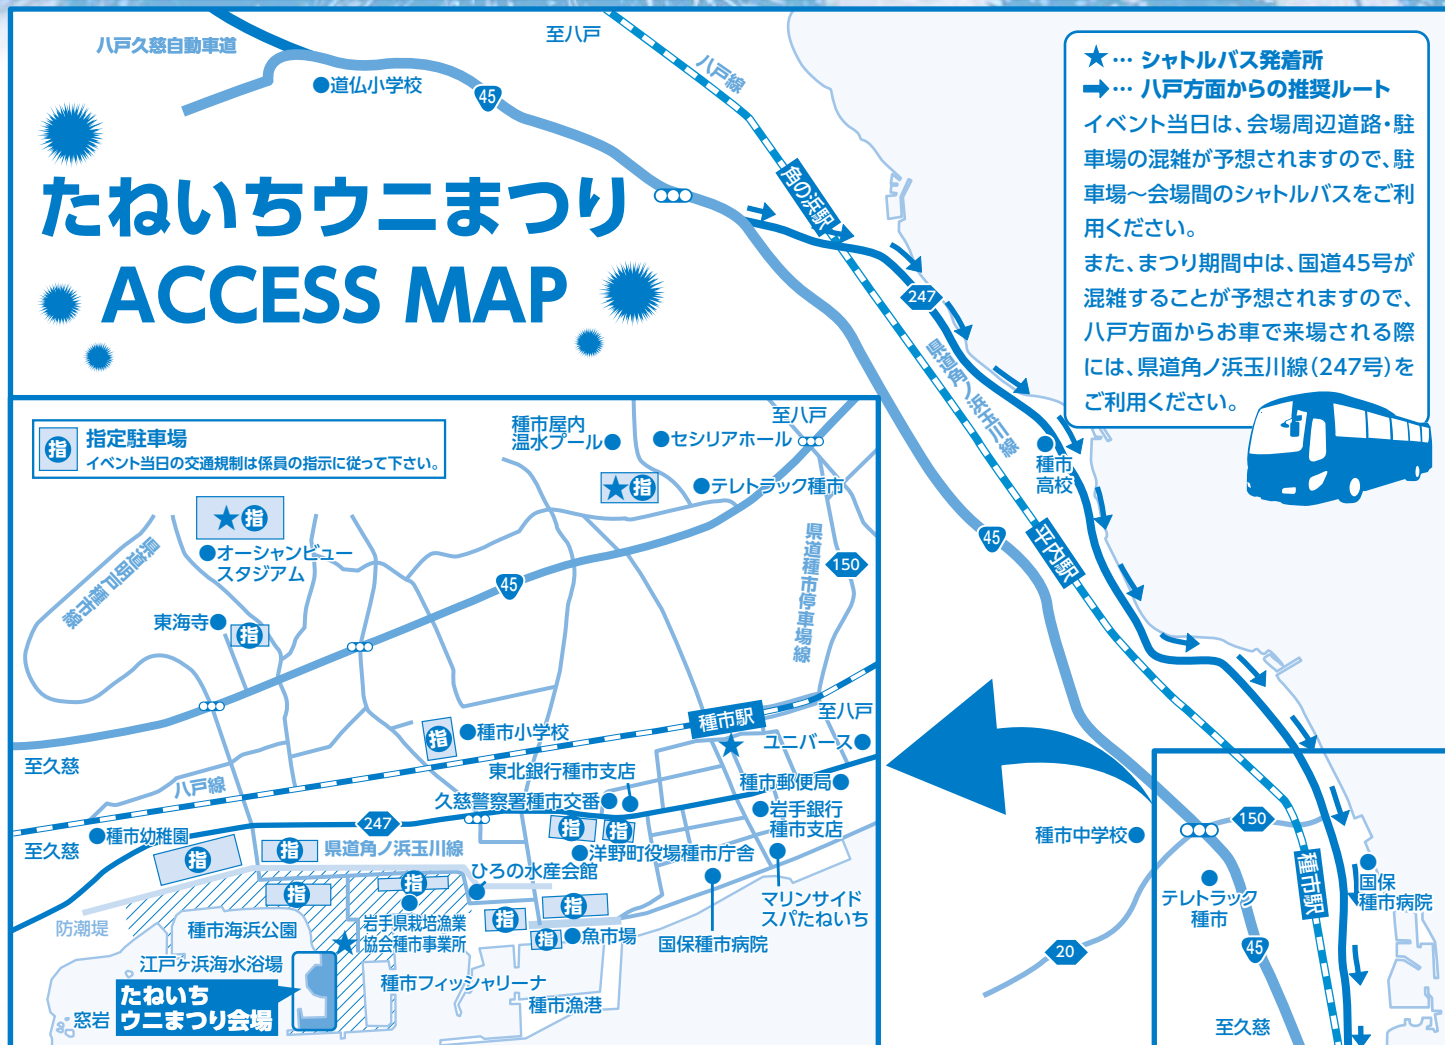 八戸久慈自動車道
至八戸
道仏小学校
45
八戸線
角の浜駅
たねいちウニまつり
ACCESS MAP
★… シャトルバス発着所
➡… 八戸方面からの推奨ルート
イベント当日は、会場周辺道路・駐
車場の混雑が予想されますので、駐
車場～会場間のシャトルバスをご利
用ください。
また、まつり期間中は、国道45号が
混雑することが予想されますので、
八戸方面からお車で来場される際
には、県道角ノ浜玉川線（247号）を
ご利用ください。
247
県道角ノ浜玉川線
種市
高校
45
平内駅
種市中学校
150
テレトラック
種市
種市駅
国保
種市病院
20
45
至久慈
指 指定駐車場
イベント当日の交通規制は係員の指示に従って下さい。
種市屋内
温水プール
セシリアホール
至八戸
★指
テレトラック種市
★指
オーシャンビュー
スタジアム
県道明戸種市線
45
県道種市停車場線
150
東海寺
指
指
種市小学校
種市駅
至八戸
ユニバース
至久慈
八戸線
東北銀行種市支店
種市郵便局
久慈警察署種市交番
岩手銀行
種市支店
247
種市幼稚園
至久慈
指
指
県道角ノ浜玉川線
指
指
洋野町役場種市庁舎
ひろの水産会館
マリンサイド
スパたねいち
指
指
岩手県栽培漁業
協会種市事業所
指
指
指
魚市場
国保種市病院
防潮堤
種市海浜公園
江戸ヶ浜海水浴場
種市フィッシャリーナ
種市漁港
窓岩
たねいち
ウニまつり会場